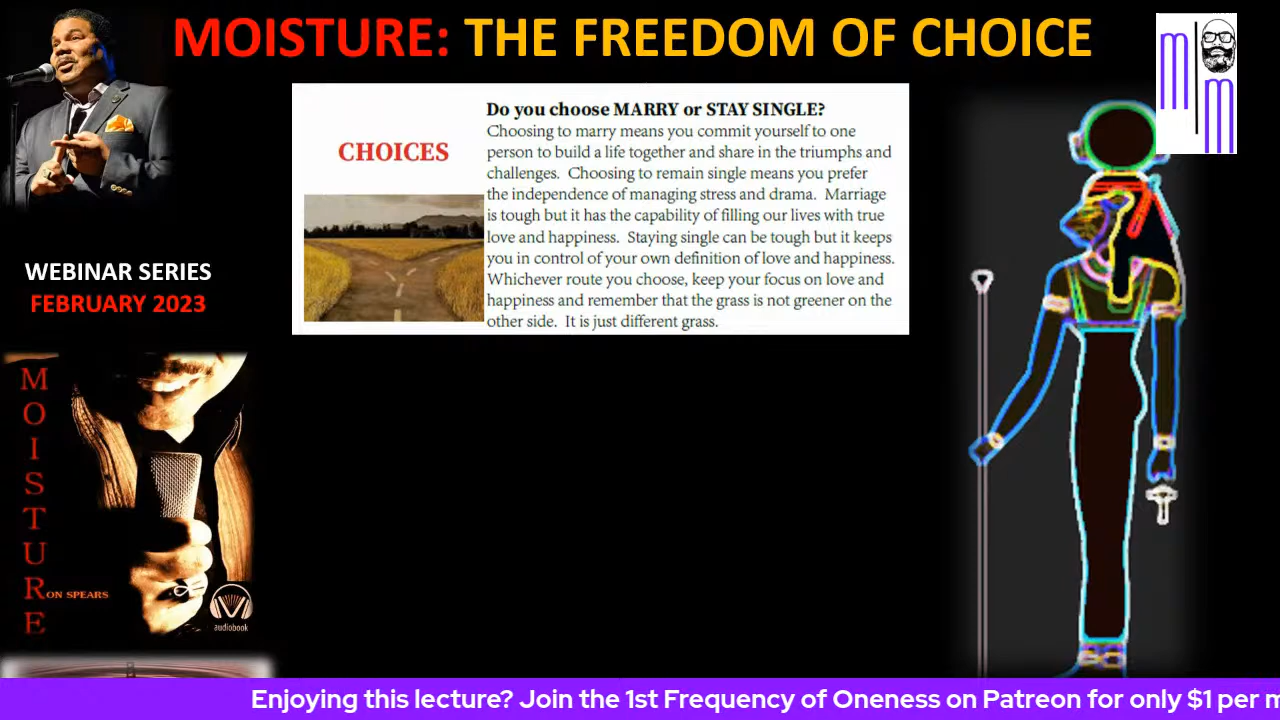 MOISTURE: THE FREEDOM OF CHOICE
m
m
CHOICES
Do you choose MARRY or STAY SINGLE?
Choosing to marry means you commit yourself to one
person to build a life together and share in the triumphs and
challenges. Choosing to remain single means you prefer
the independence of managing stress and drama. Marriage
is tough but it has the capability of filling our lives with true
love and happiness. Staying single can be tough but it keeps
you in control of your own definition of love and happiness.
Whichever route you choose, keep your focus on love and
happiness and remember that the grass is not greener on the
other side. It is just different grass.
WEBINAR SERIES
FEBRUARY 2023
MOISTURE
ON SPEARS
audiobook
Enjoying this lecture? Join the 1st Frequency of Oneness on Patreon for only $1 per m